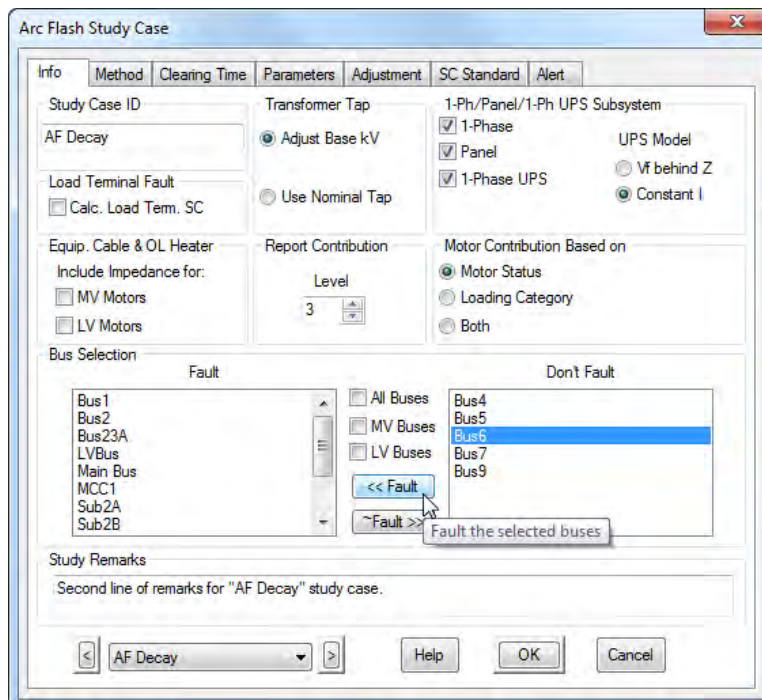 Arc Flash Study Case
Info Method Clearing Time Parameters Adjustment SC Standard Alert
Study Case ID
AF Decay
Transformer Tap
Adjust Base kV
Use Nominal Tap
1-Ph/Panel/1-Ph UPS Subsystem
1-Phase
Panel
1-Phase UPS
UPS Model
Vf behind Z
Constant I
Load Terminal Fault
Calc. Load Term. SC
Equip. Cable & OL Heater
Include Impedance for:
MV Motors
LV Motors
Report Contribution
Level
3
Motor Contribution Based on
Motor Status
Loading Category
Both
Bus Selection
Fault
Bus1
Bus2
Bus23A
LVBus
Main Bus
MCC1
Sub2A
Sub2B
All Buses
MV Buses
LV Buses
<< Fault
~Fault >>
Don't Fault
Bus4
Bus5
Bus6
Bus7
Bus9
Fault the selected buses
Study Remarks
Second line of remarks for "AF Decay" study case.
< AF Decay > Help OK Cancel